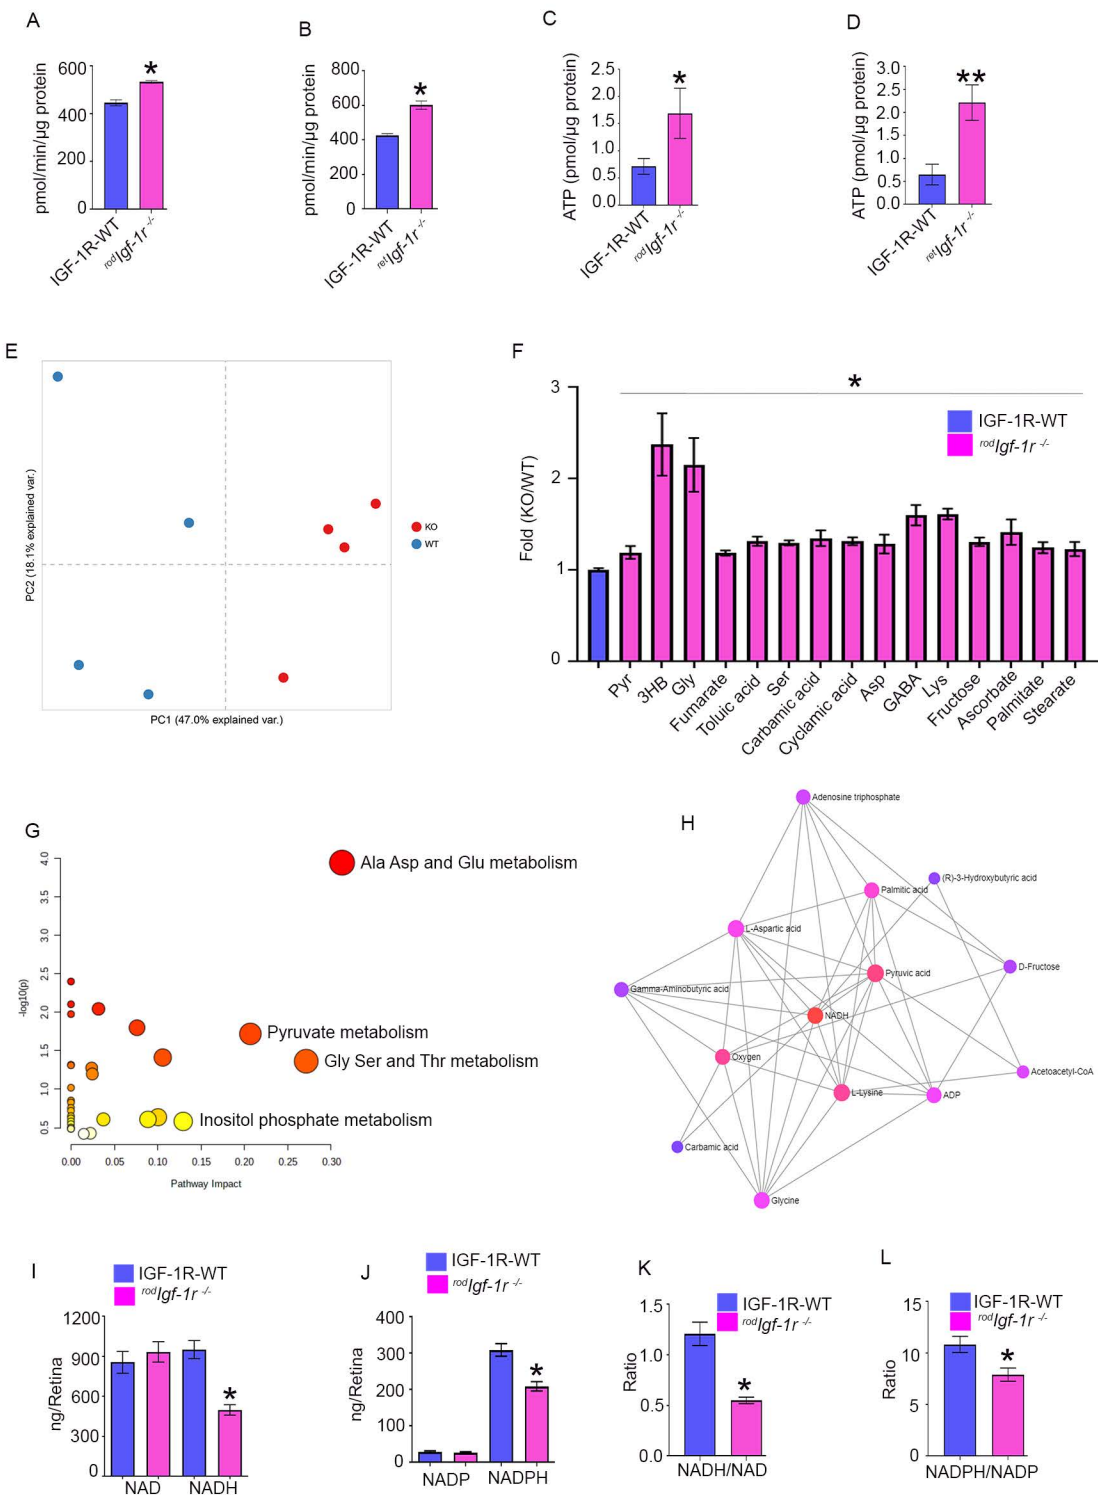 A
B
C
D
pmol/min/µg protein
600
400
200
0
*
IGF-1R-WT
rodIgf-1r -/-
pmol/min/µg protein
800
600
400
200
0
*
IGF-1R-WT
retIgf-1r -/-
ATP (pmol/µg protein)
2.5
2.0
1.5
1.0
0.5
0.0
*
IGF-1R-WT
rodIgf-1r -/-
ATP (pmol/µg protein)
3.0
2.5
2.0
1.5
1.0
0.5
0.0
**
IGF-1R-WT
retIgf-1r -/-
E
PC2 (18.1% explained var.)
PC1 (47.0% explained var.)
KO
WT
F
Fold (KO/WT)
3
2
1
0
*
IGF-1R-WT
rodIgf-1r -/-
Pyr
3HB
Gly
Fumarate
Toluic acid
Ser
Carbamic acid
Cyclamic acid
Asp
GABA
Lys
Fructose
Ascorbate
Palmitate
Stearate
G
-log10(p)
4.0
3.5
3.0
2.5
2.0
1.5
1.0
0.5
Ala Asp and Glu metabolism
Pyruvate metabolism
Gly Ser and Thr metabolism
Inositol phosphate metabolism
0.00
0.05
0.10
0.15
0.20
0.25
0.30
Pathway Impact
H
Adenosine triphosphate
(R)-3-Hydroxybutyric acid
Palmitic acid
L-Aspartic acid
D-Fructose
Pyruvic acid
Gamma-Aminobutyric acid
NADH
Oxygen
Acetoacetyl-CoA
L-Lysine
ADP
Carbamic acid
Glycine
I
IGF-1R-WT
rodIgf-1r -/-
ng/Retina
1200
900
600
300
0
*
NAD
NADH
J
IGF-1R-WT
rodIgf-1r -/-
ng/Retina
400
300
200
100
0
*
NADP
NADPH
K
IGF-1R-WT
rodIgf-1r -/-
Ratio
1.5
1.0
0.5
0.0
*
NADH/NAD
L
IGF-1R-WT
rodIgf-1r -/-
Ratio
15
10
5
0
*
NADPH/NADP